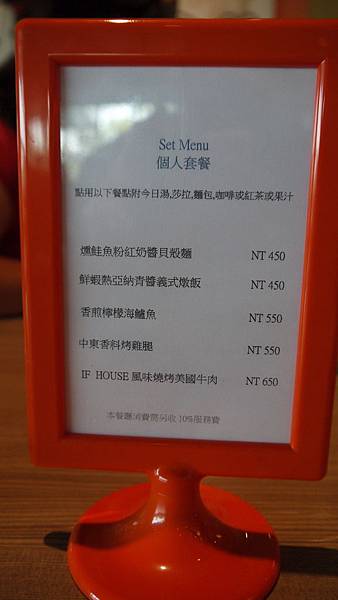 Set Menu
個人套餐
點用以下餐點附今日湯,莎拉,麵包,咖啡或紅茶或果汁
燻鮭魚粉紅奶醬貝殼麵 NT 450
鮮蝦熱亞納青醬義式燉飯 NT 450
香煎檸檬海鱸魚 NT 550
中東香料烤雞腿 NT 550
IF HOUSE 風味燒烤美國牛肉 NT 650
本餐廳消費需另收 10%服務費